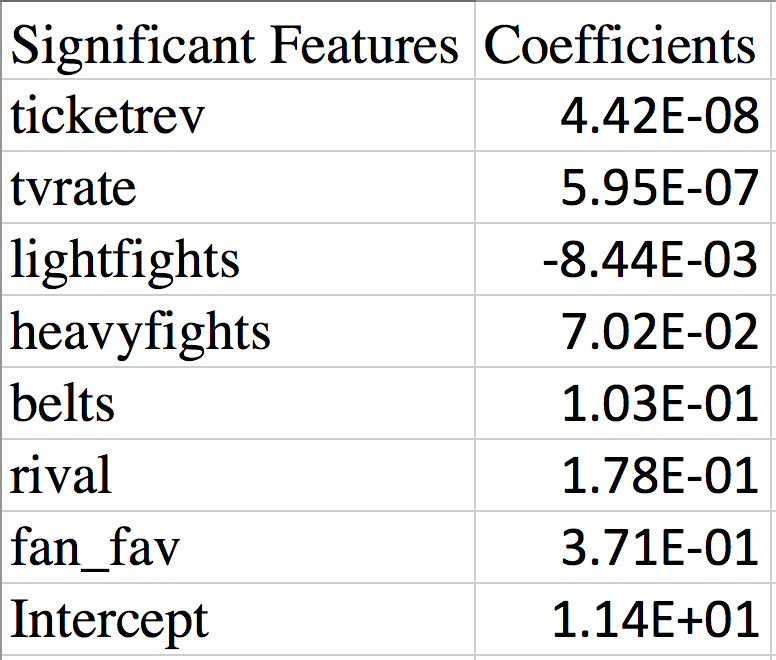 Significant Features Coefficients
ticketrev 4.42E-08
tvrate 5.95E-07
lightfights -8.44E-03
heavyfights 7.02E-02
belts 1.03E-01
rival 1.78E-01
fan_fav 3.71E-01
Intercept 1.14E+01